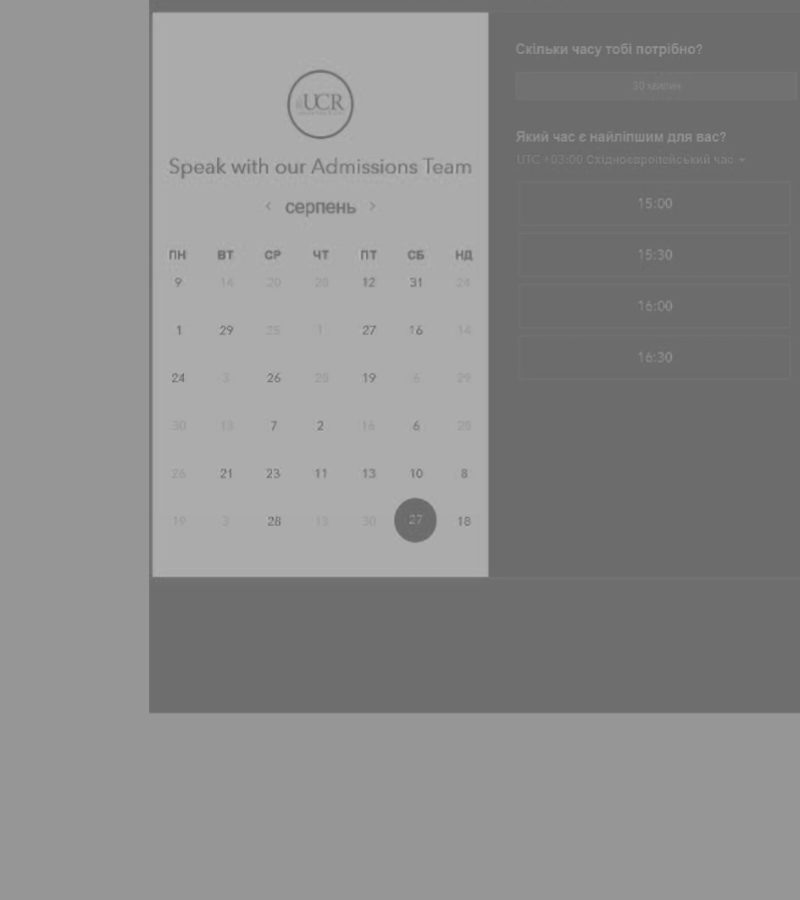 UCR
Speak with our Admissions Team
< серпень >
ПН ВТ СР ЧТ ПТ СБ НД
9 14 20 28 12 31
1 29 25 1 27 16 14
24 3 26 19 6 29
30 13 7 2 16 6 28
26 21 23 11 13 10 8
19 3 28 30 27 18
Скільки часу тобі потрібно?
30 хвилин
Який час є найліпшим для вас?
UTC +03:00 Східноєвропейський час
15:00
15:30
16:00
16:30